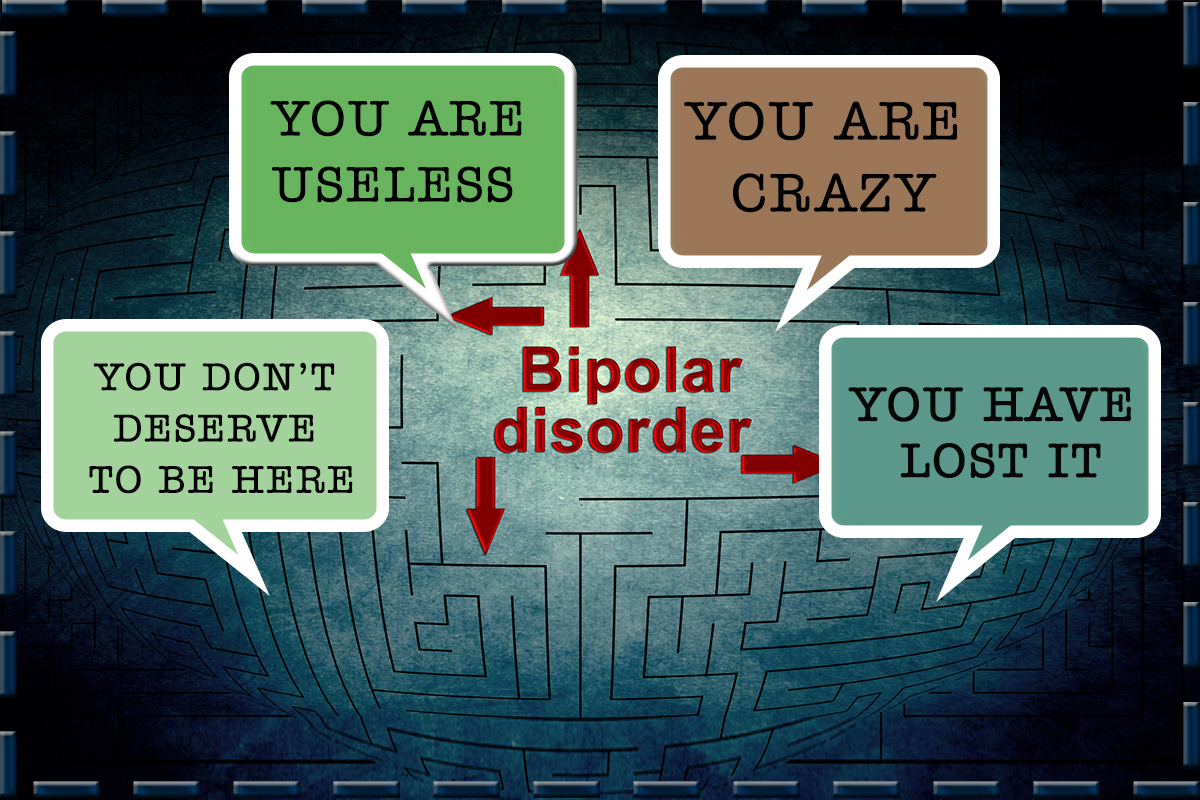 YOU ARE
USELESS
YOU ARE
CRAZY
YOU DON’T
DESERVE
TO BE HERE
Bipolar
disorder
YOU HAVE
LOST IT